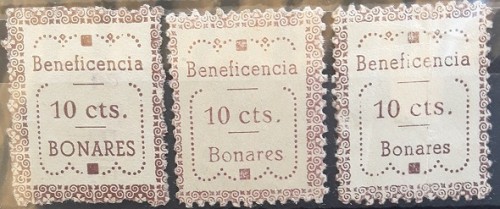 Beneficencia
10 cts.
BONARES
Beneficencia
10 cts.
Bonares
Beneficencia
10 cts.
Bonares